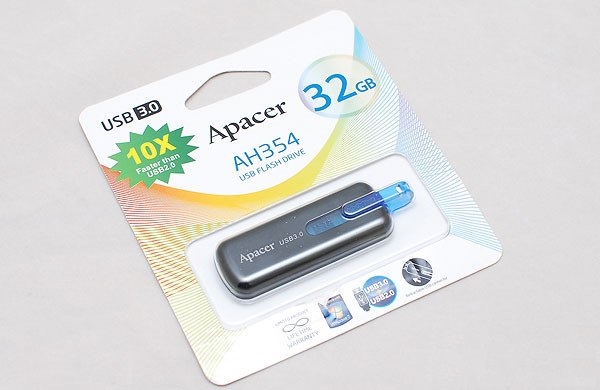 USB 3.0
10X
Faster than
USB2.0
Apacer
AH354
USB FLASH DRIVE
32GB
Apacer USB3.0
LIFETIME
WARRANTY
USB3.0
USB2.0